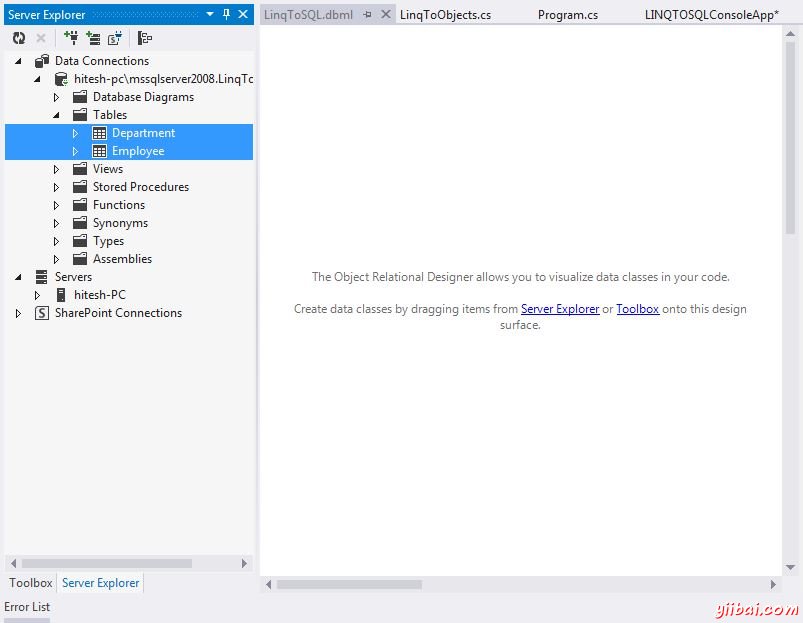 Server Explorer
LinqToSQL.dbml
LinqToObjects.cs
Program.cs
LINQTOSQLConsoleApp*
Data Connections
hitesh-pc\mssqlserver2008.LinqTo
Database Diagrams
Tables
Department
Employee
Views
Stored Procedures
Functions
Synonyms
Types
Assemblies
Servers
hitesh-PC
S SharePoint Connections
The Object Relational Designer allows you to visualize data classes in your code.
Create data classes by dragging items from Server Explorer or Toolbox onto this design
surface.
Toolbox
Server Explorer
Error List
yiibai.com